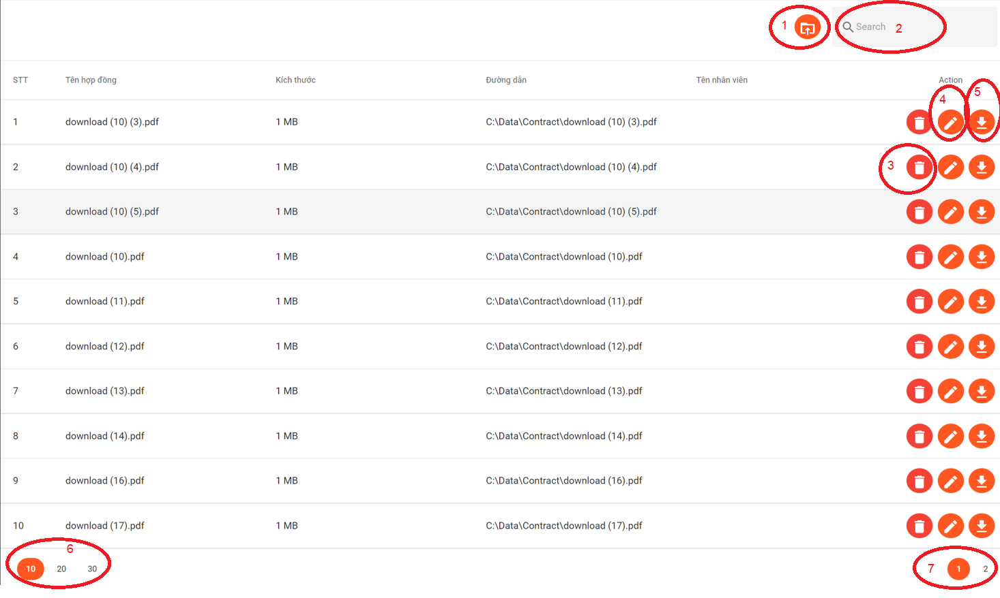 1 Search 2
STT Tên hợp đồng Kích thước Đường dẫn Tên nhân viên Action
4 5
1 download (10) (3).pdf 1 MB C:\Data\Contract\download (10) (3).pdf
2 download (10) (4).pdf 1 MB C:\Data\Contract\download (10) (4).pdf 3
3 download (10) (5).pdf 1 MB C:\Data\Contract\download (10) (5).pdf
4 download (10).pdf 1 MB C:\Data\Contract\download (10).pdf
5 download (11).pdf 1 MB C:\Data\Contract\download (11).pdf
6 download (12).pdf 1 MB C:\Data\Contract\download (12).pdf
7 download (13).pdf 1 MB C:\Data\Contract\download (13).pdf
8 download (14).pdf 1 MB C:\Data\Contract\download (14).pdf
9 download (16).pdf 1 MB C:\Data\Contract\download (16).pdf
10 download (17).pdf 1 MB C:\Data\Contract\download (17).pdf
6
10 20 30 7 1 2